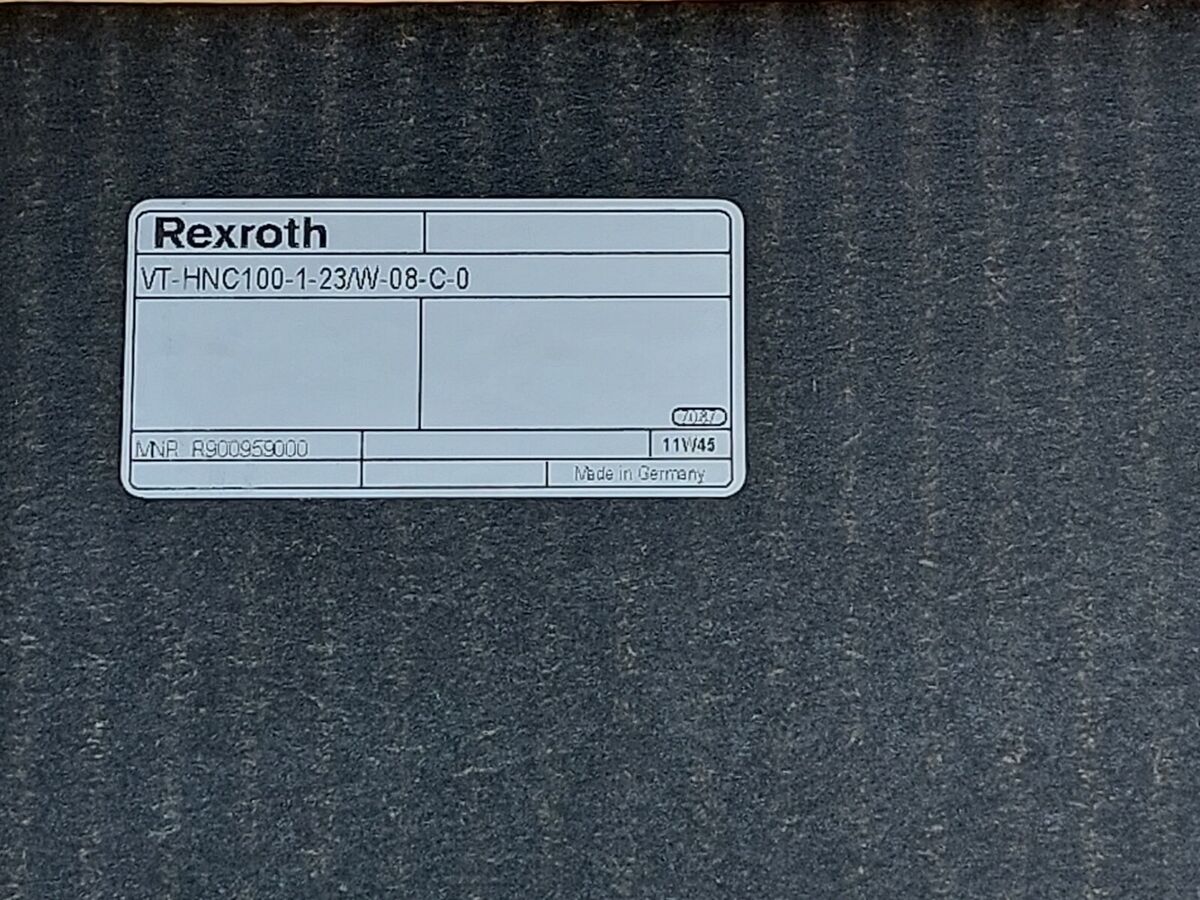 Rexroth
VT-HNC100-1-23/W-08-C-0
7087
MNR R900959000
11W45
Made in Germany